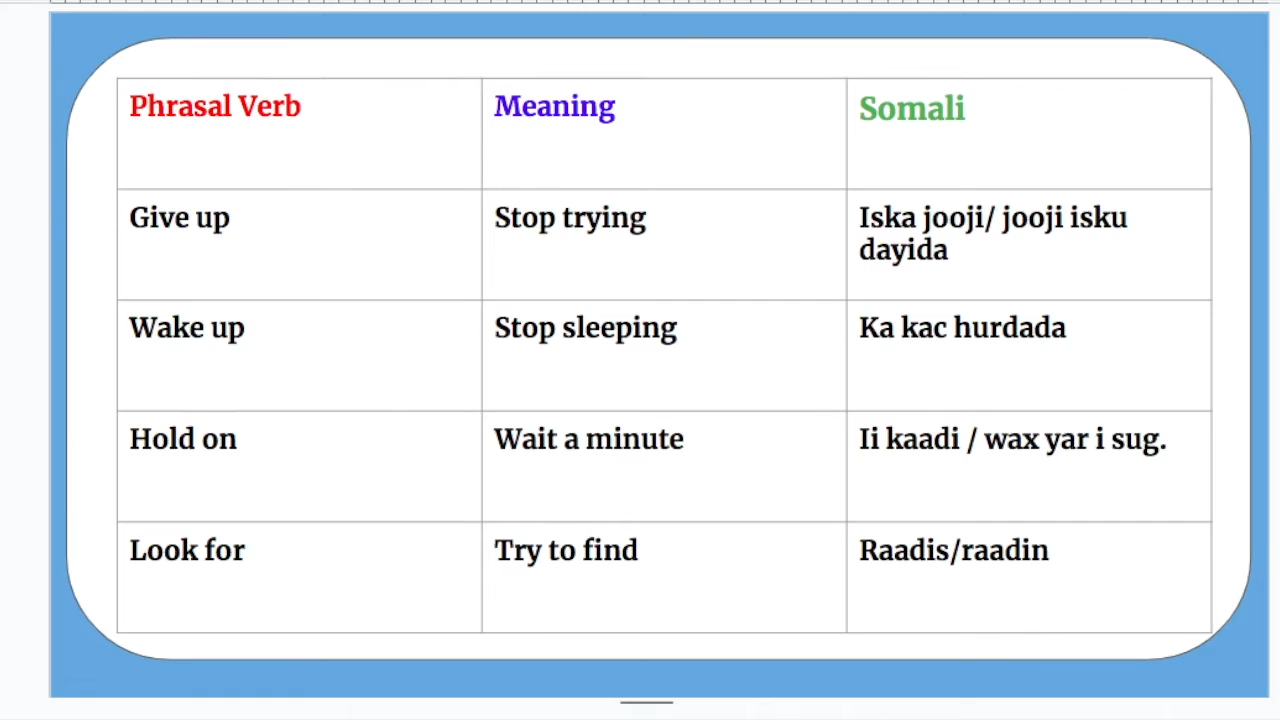 Phrasal Verb
Meaning
Somali
Give up
Stop trying
Iska jooji/ jooji isku
dayida
Wake up
Stop sleeping
Ka kac hurdada
Hold on
Wait a minute
Ii kaadi / wax yar i sug.
Look for
Try to find
Raadis/raadin